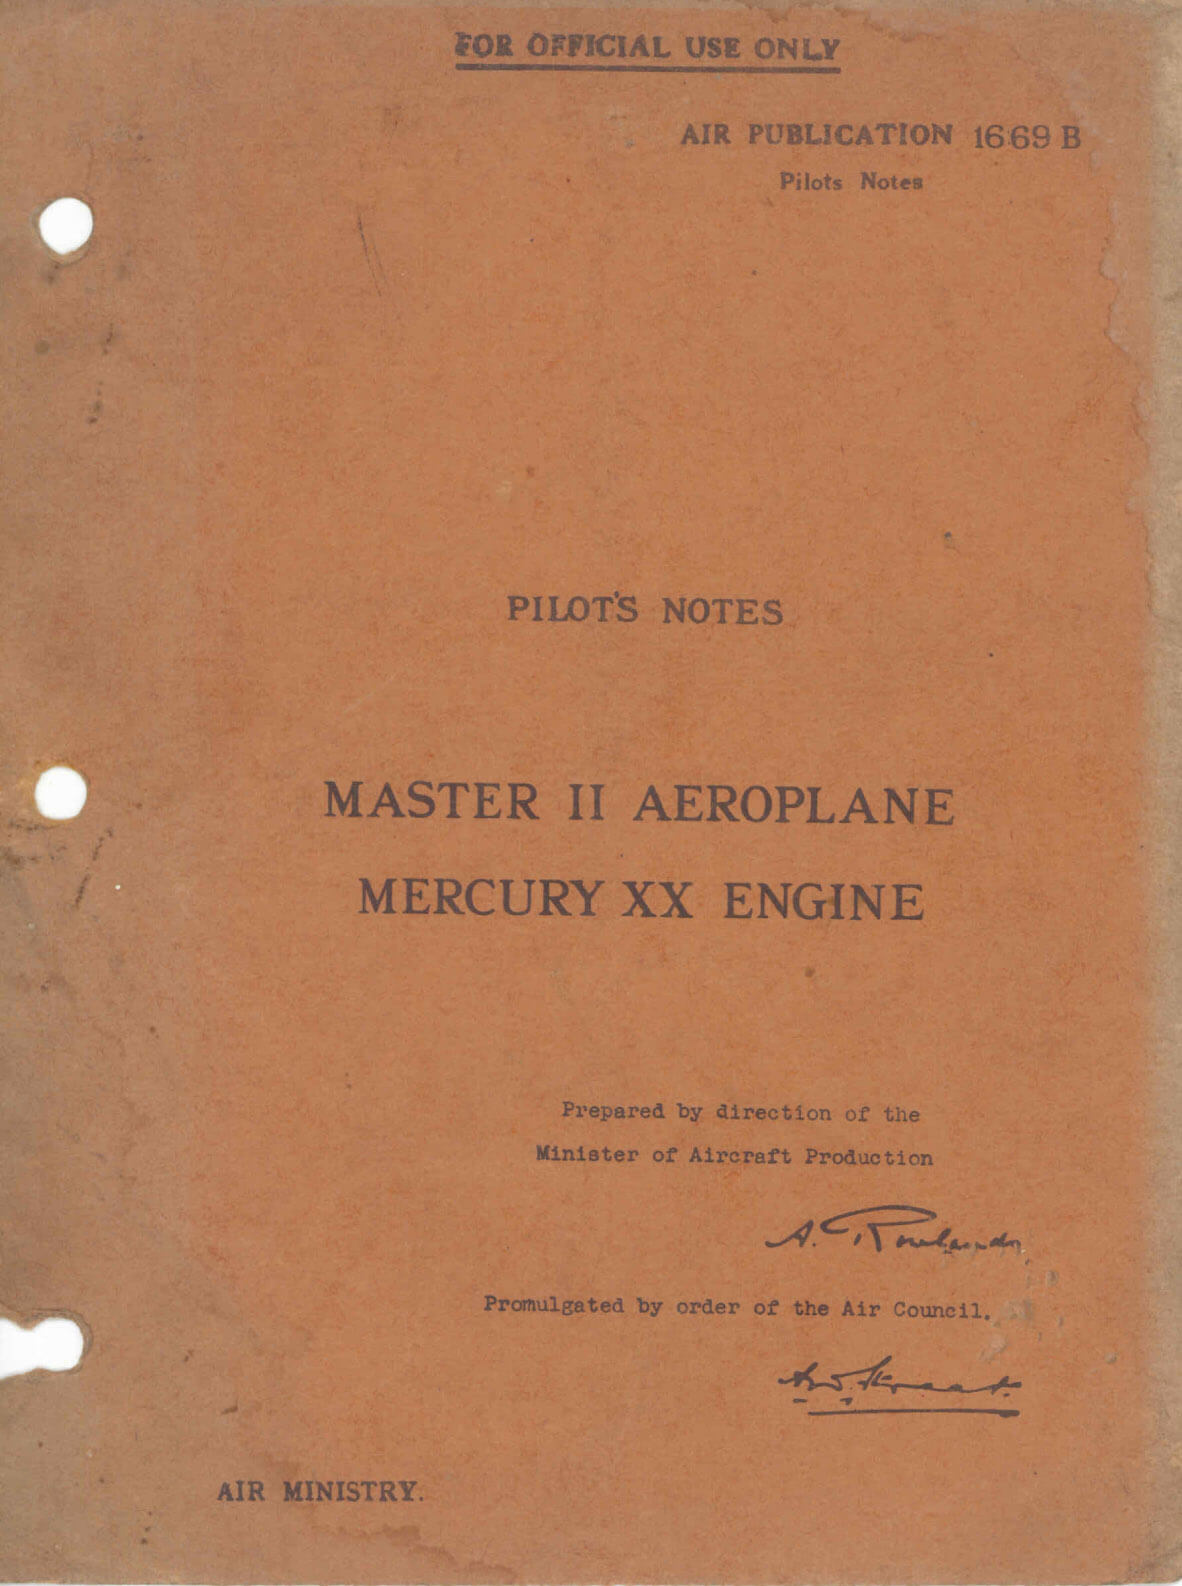 FOR OFFICIAL USE ONLY
AIR PUBLICATION 1669 B
Pilots Notes
PILOT'S NOTES
MASTER II AEROPLANE
MERCURY XX ENGINE
Prepared by direction of the
Minister of Aircraft Production
A. Rowlands
Promulgated by order of the Air Council.
AIR MINISTRY.